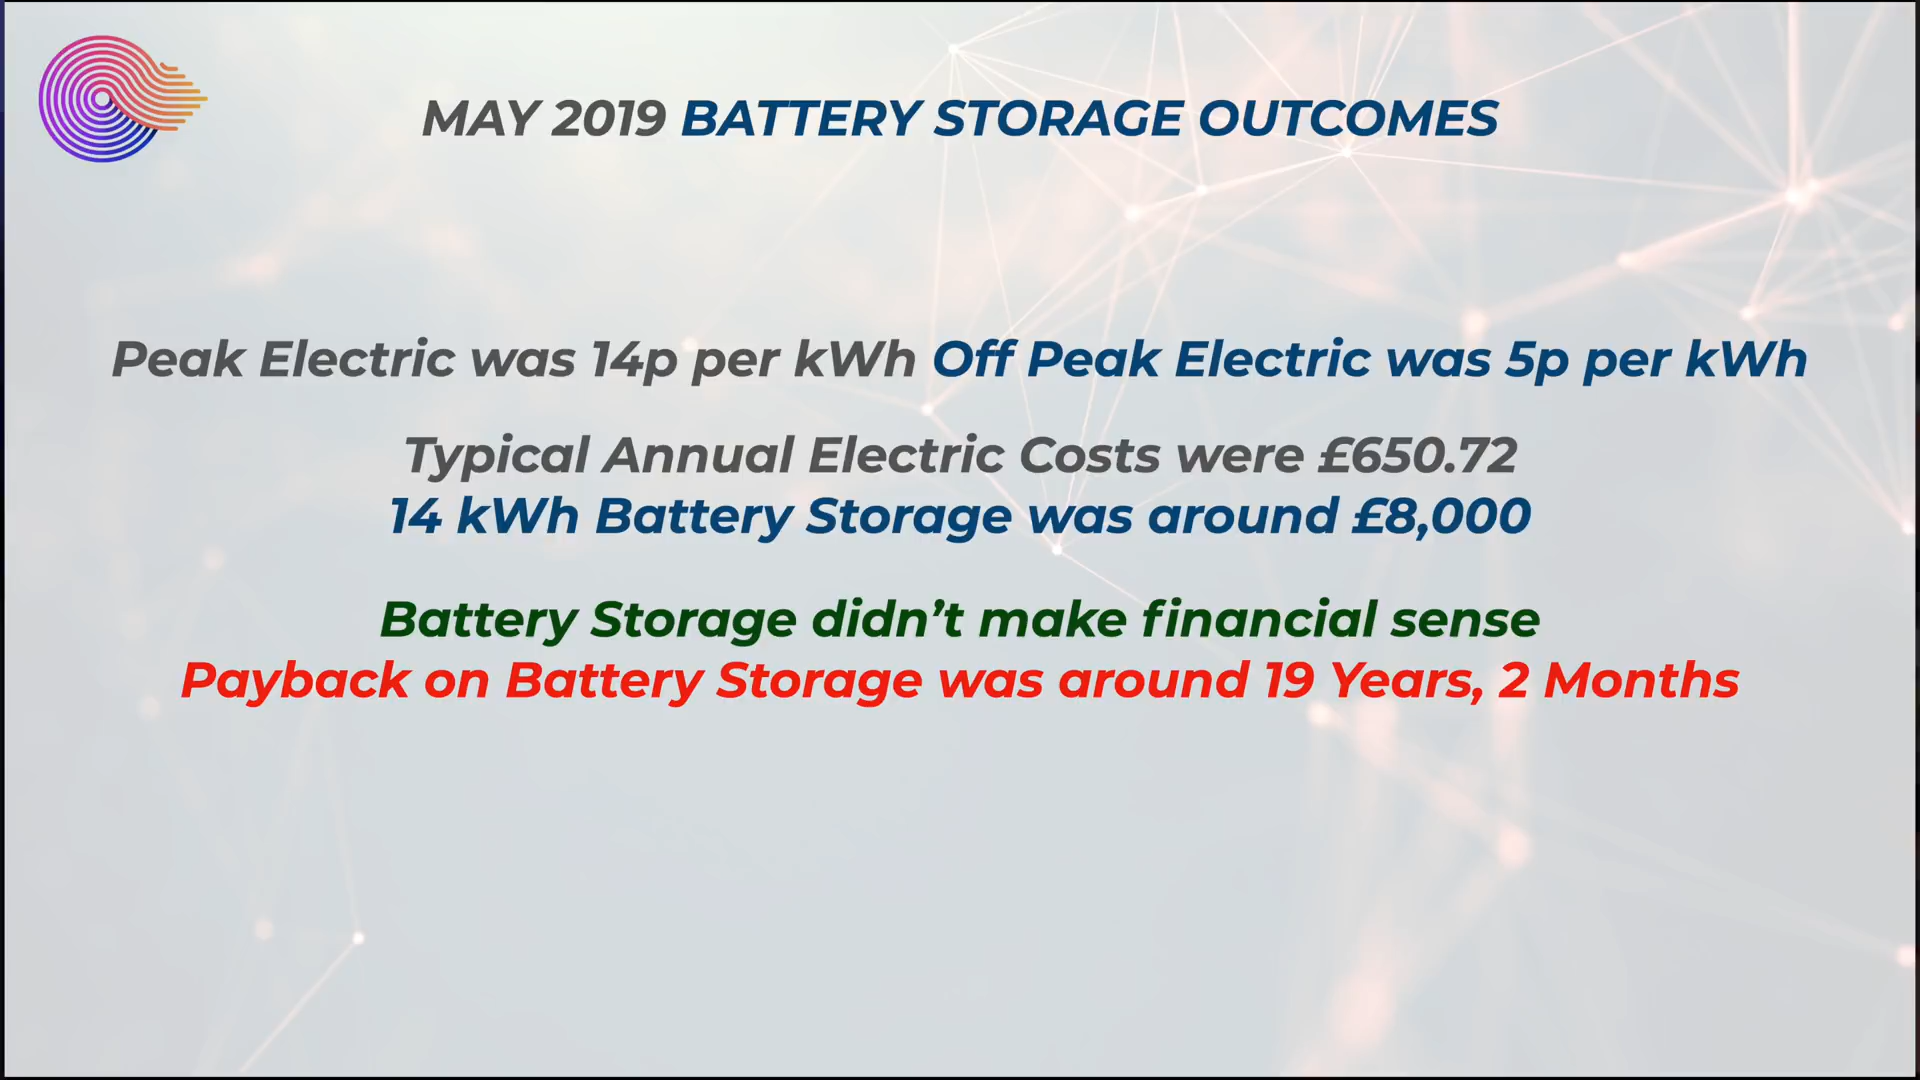 MAY 2019 BATTERY STORAGE OUTCOMES
Peak Electric was 14p per kWh Off Peak Electric was 5p per kWh
Typical Annual Electric Costs were £650.72
14 kWh Battery Storage was around £8,000
Battery Storage didn’t make financial sense
Payback on Battery Storage was around 19 Years, 2 Months